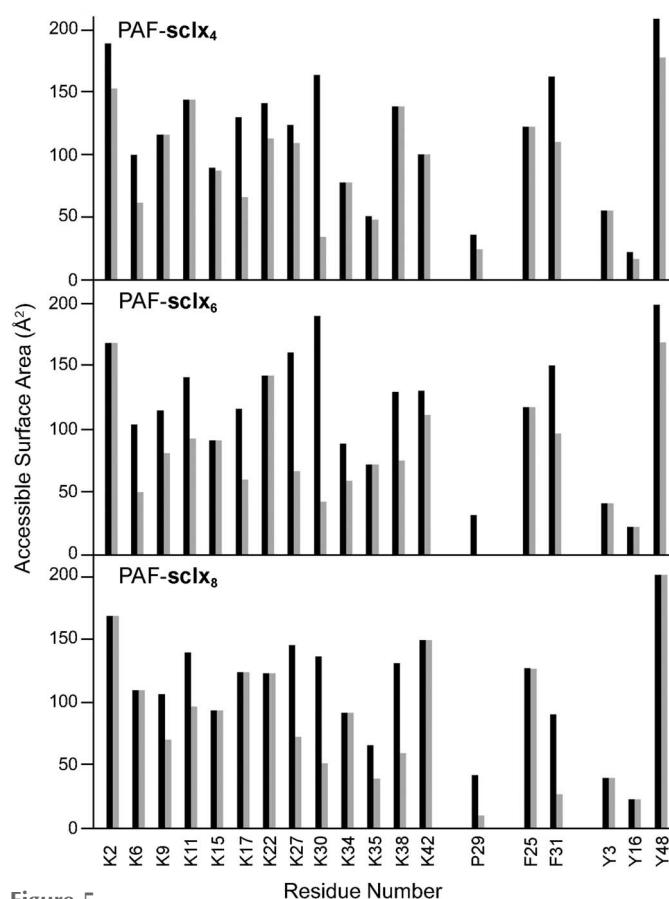 PAF-sclx₄
200
150
100
50
0
PAF-sclx₆
200
150
100
50
0
PAF-sclx₈
200
150
100
50
0
Accessible Surface Area (Å²)
K2 K6 K9 K11 K15 K17 K22 K27 K30 K34 K35 K38 K42 P29 F25 F31 Y3 Y16 Y48
Residue Number
Figure 5